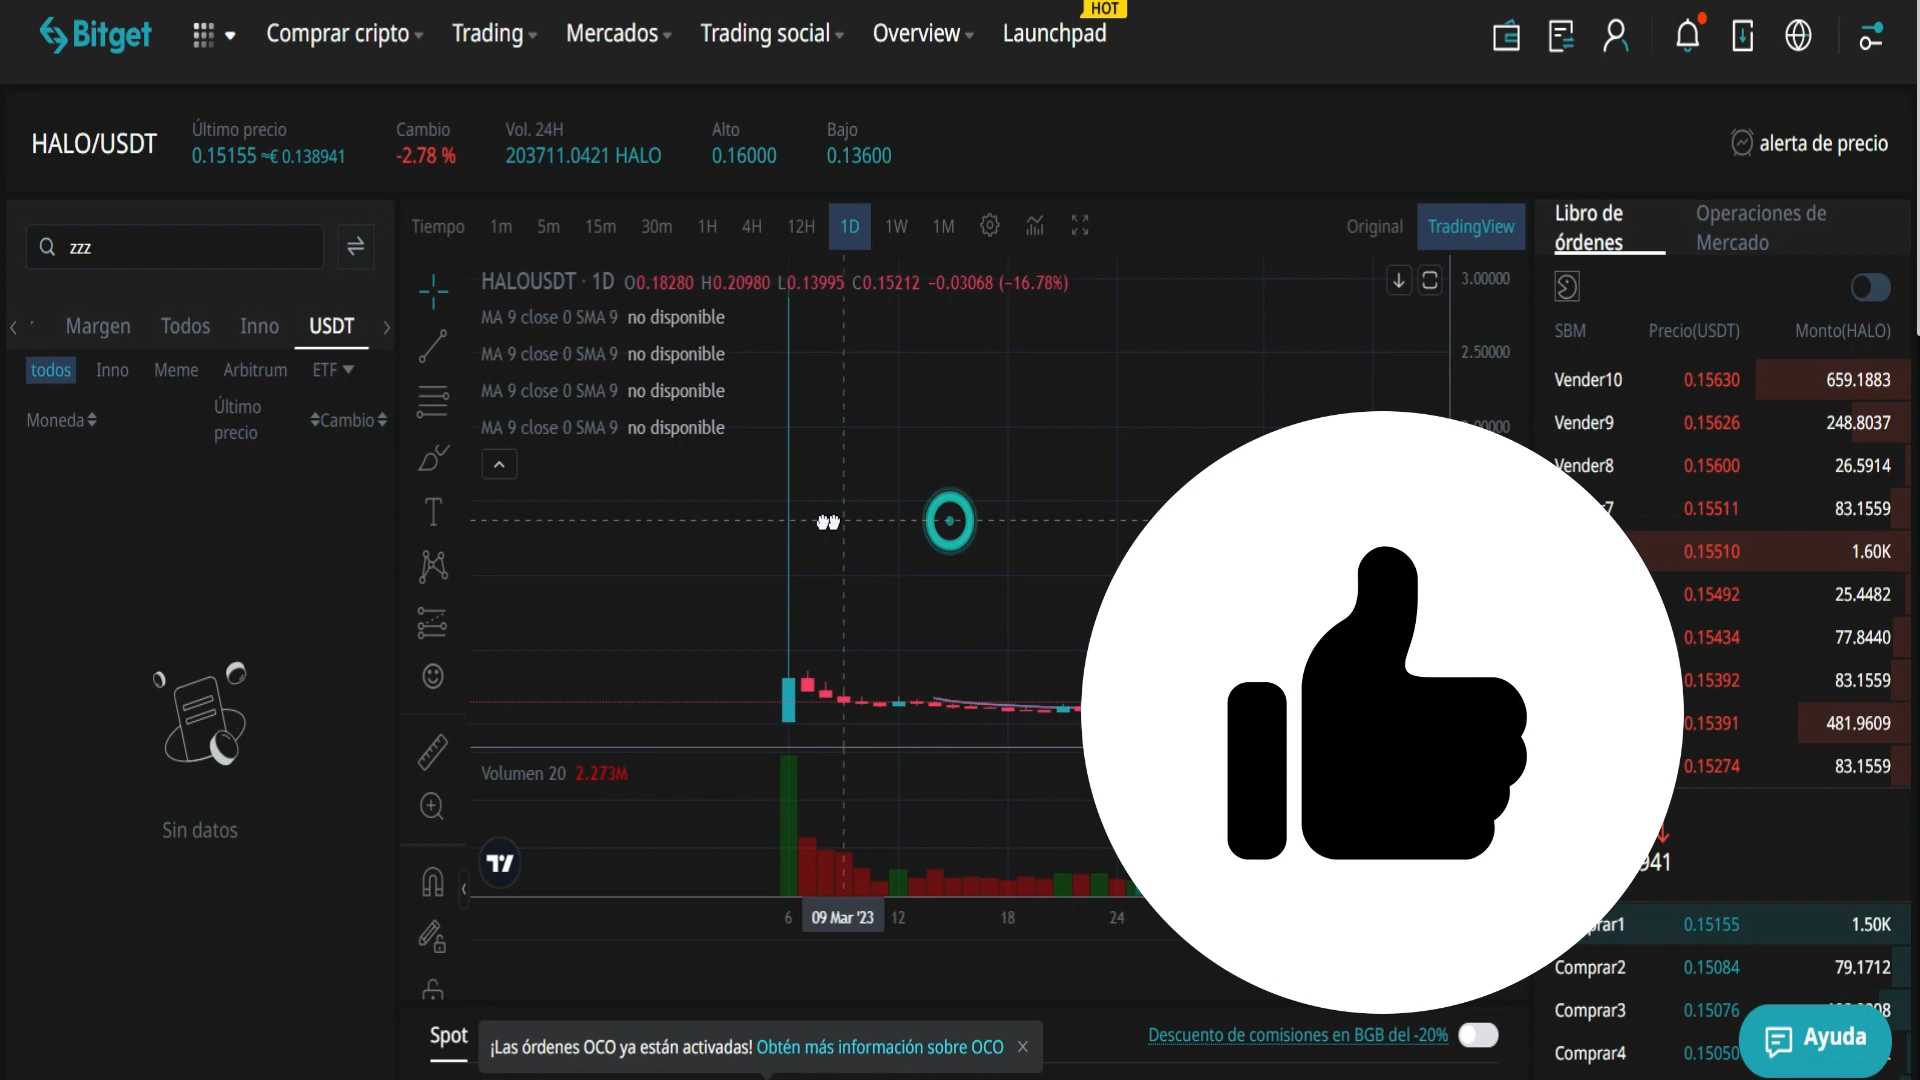 Bitget
Comprar cripto
Trading
Mercados
Trading social
Overview
Launchpad
HOT
HALO/USDT
Último precio
0.15155 ≈€ 0.138941
Cambio
-2.78 %
Vol. 24H
203711.0421 HALO
Alto
0.16000
Bajo
0.13600
alerta de precio
zzz
Margen
Todos
Inno
USDT
todos
Inno
Meme
Arbitrum
ETF
Moneda
Último
precio
Cambio
Sin datos
Tiempo
1m
5m
15m
30m
1H
4H
12H
1D
1W
1M
Original
TradingView
HALOUSDT · 1D O0.18280 H0.20980 L0.13995 C0.15212 −0.03068 (−16.78%)
MA 9 close 0 SMA 9 no disponible
MA 9 close 0 SMA 9 no disponible
MA 9 close 0 SMA 9 no disponible
MA 9 close 0 SMA 9 no disponible
3.00000
2.50000
Volumen 20 2.273M
6
09 Mar '23
12
18
24
Spot
¡Las órdenes OCO ya están activadas! Obtén más información sobre OCO
Descuento de comisiones en BGB del -20%
Libro de
órdenes
Operaciones de
Mercado
SBM Precio(USDT) Monto(HALO)
Vender10 0.15630 659.1883
Vender9 0.15626 248.8037
Vender8 0.15600 26.5914
0.15511 83.1559
0.15510 1.60K
0.15492 25.4482
0.15434 77.8440
0.15392 83.1559
0.15391 481.9609
0.15274 83.1559
941
0.15155 1.50K
Comprar2 0.15084 79.1712
Comprar3 0.15076
Comprar4 0.15050
Ayuda